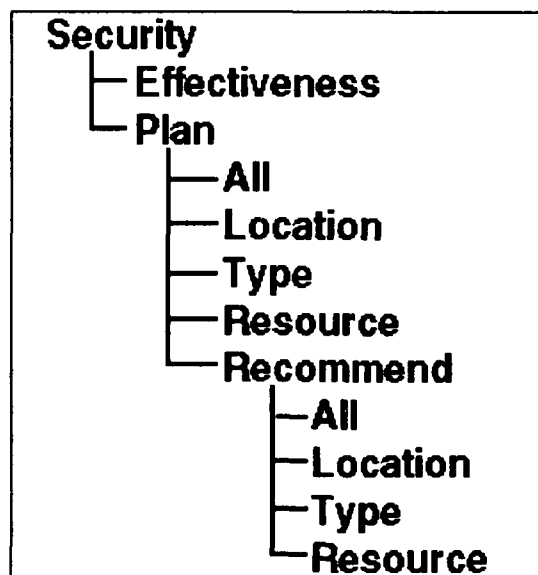 Security
Effectiveness
Plan
All
Location
Type
Resource
Recommend
All
Location
Type
Resource